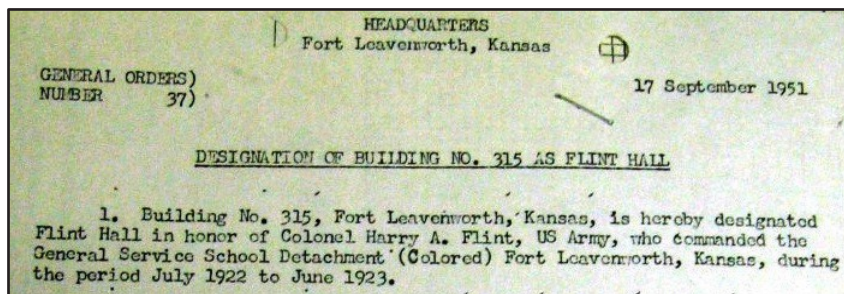 HEADQUARTERS
Fort Leavenworth, Kansas
GENERAL ORDERS)
NUMBER 37)
17 September 1951
DESIGNATION OF BUILDING NO. 315 AS FLINT HALL
1. Building No. 315, Fort Leavenworth, Kansas, is hereby designated
Flint Hall in honor of Colonel Harry A. Flint, US Army, who commanded the
General Service School Detachment (Colored) Fort Leavenworth, Kansas, during
the period July 1922 to June 1923.